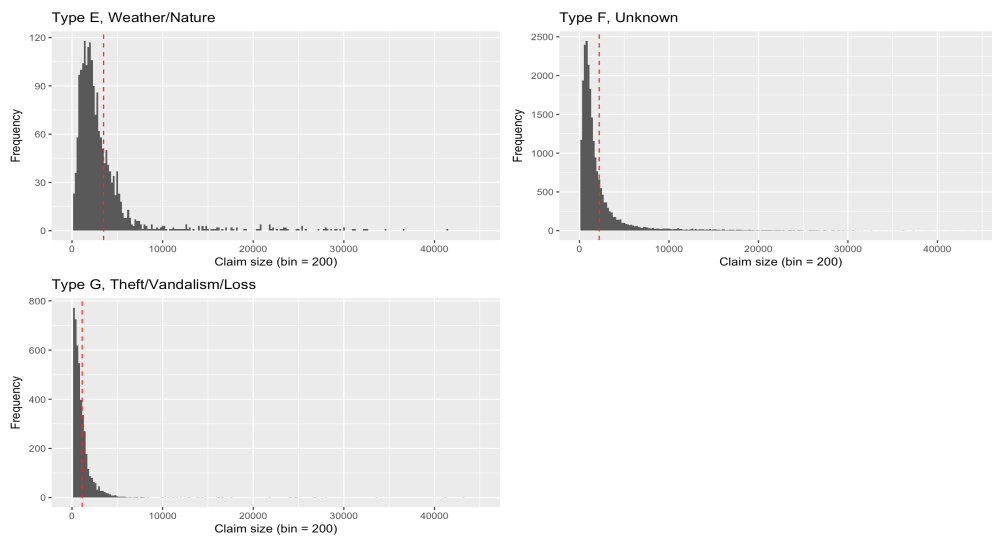 Type E, Weather/Nature
120
90
60
30
0
Frequency
0 10000 20000 30000 40000
Claim size (bin = 200)
Type F, Unknown
2500
2000
1500
1000
500
0
Frequency
0 10000 20000 30000 40000
Claim size (bin = 200)
Type G, Theft/Vandalism/Loss
800
600
400
200
0
Frequency
0 10000 20000 30000 40000
Claim size (bin = 200)